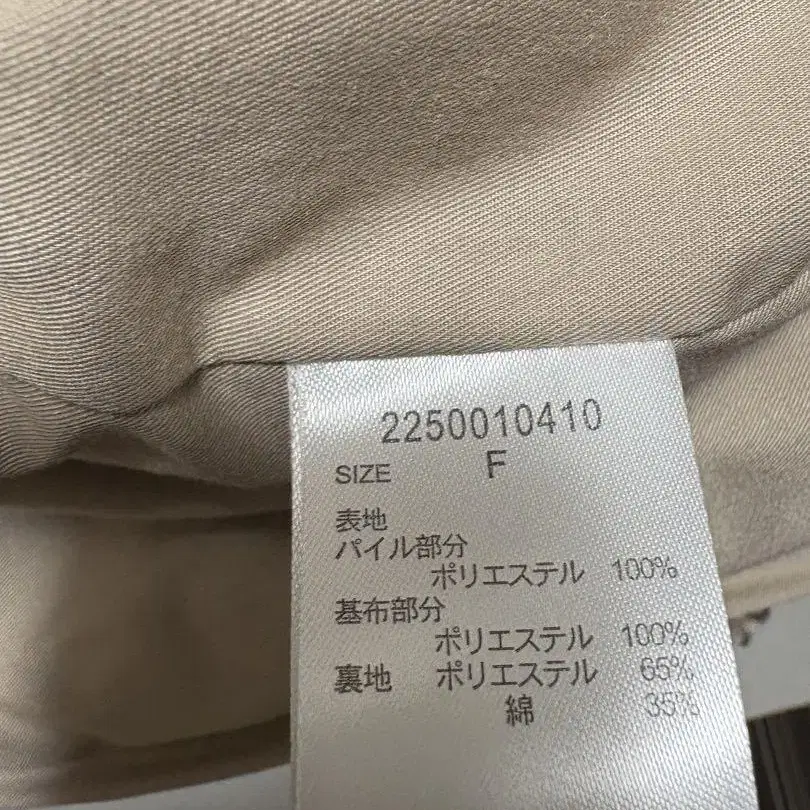 2250010410
SIZE F
表地
パイル部分
ポリエステル 100%
基布部分
ポリエステル 100%
裏地 ポリエステル 65%
綿 35%